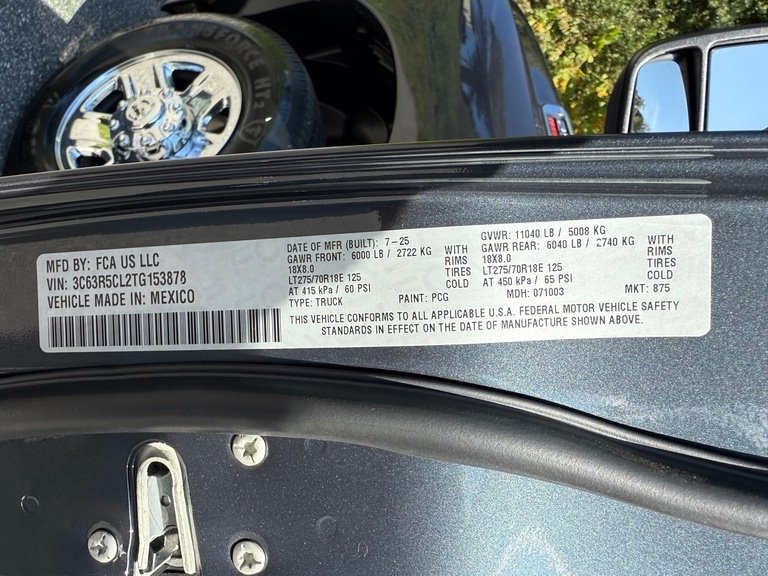 MFD BY: FCA US LLC
VIN: 3C63R5CL2TG153878
VEHICLE MADE IN: MEXICO
DATE OF MFR (BUILT): 7-25
GAWR FRONT: 6000 LB / 2722 KG
18X8.0
LT275/70R18E 125
AT 415 kPa / 60 PSI
TYPE: TRUCK
WITH
RIMS
TIRES
COLD
PAINT: PCG
GVWR: 11040 LB / 5008 KG
GAWR REAR: 6040 LB / 2740 KG
18X8.0
LT275/70R18E 125
AT 450 kPa / 65 PSI
MDH: 071003
WITH
RIMS
TIRES
COLD
MKT: 875
THIS VEHICLE CONFORMS TO ALL APPLICABLE U.S.A. FEDERAL MOTOR VEHICLE SAFETY
STANDARDS IN EFFECT ON THE DATE OF MANUFACTURE SHOWN ABOVE.